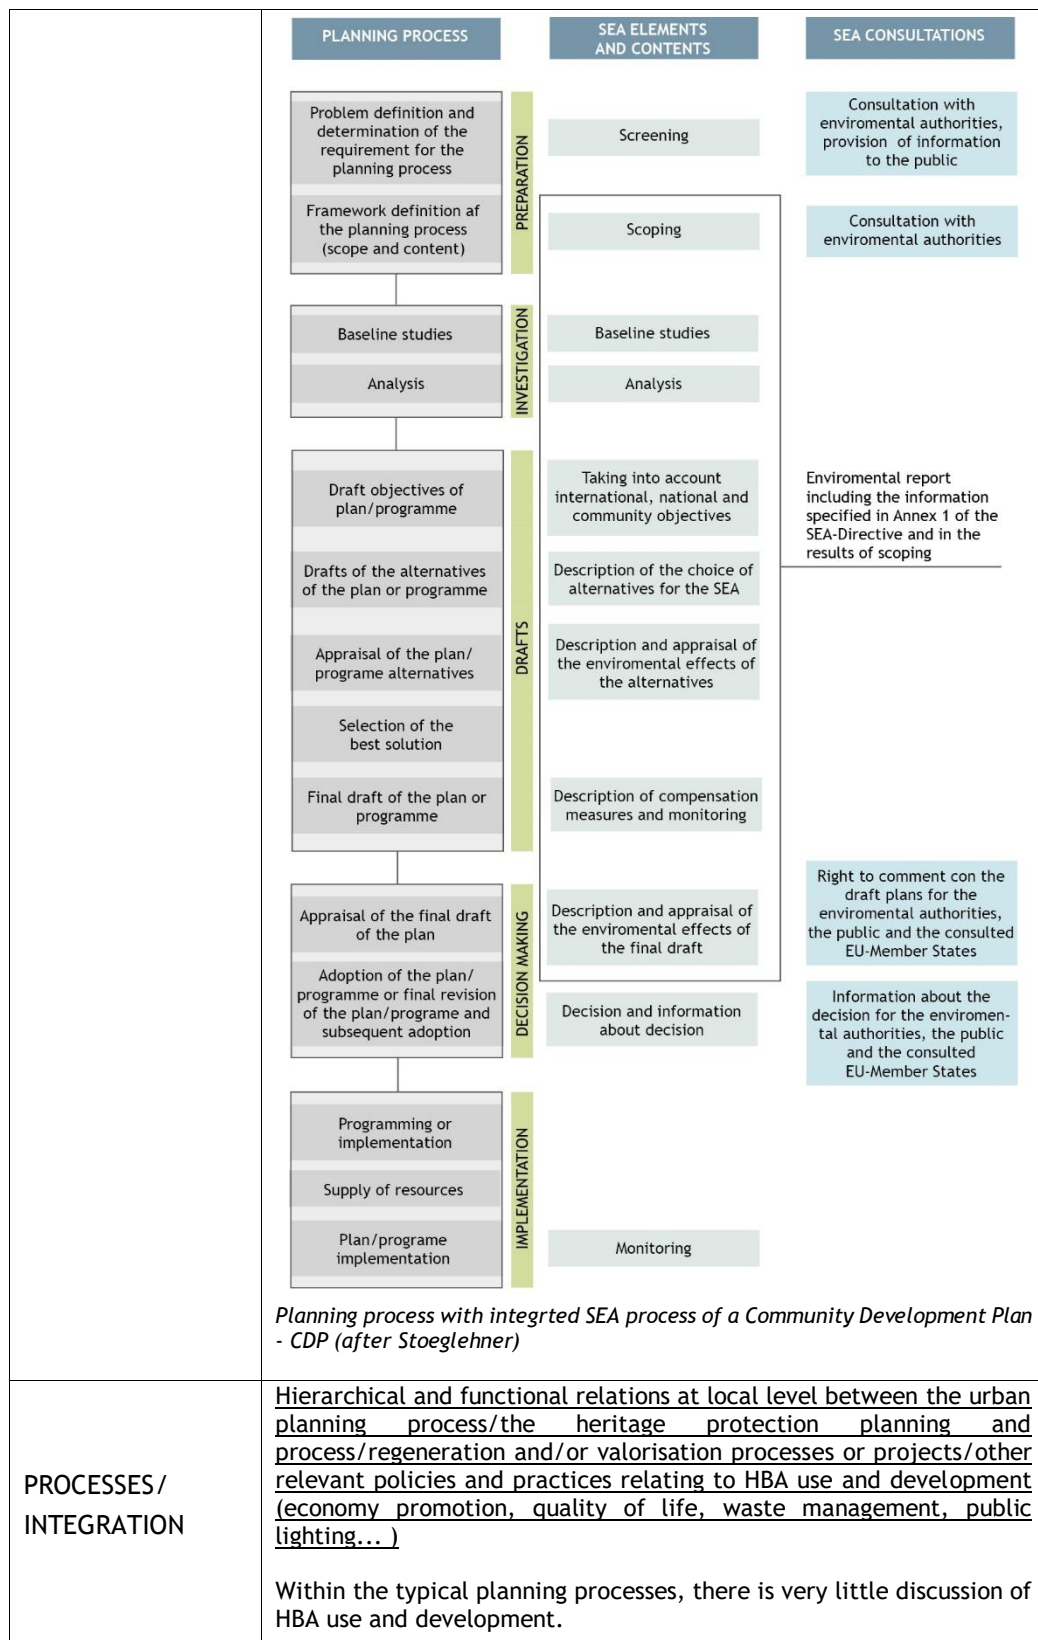 PLANNING PROCESS
SEA ELEMENTS
AND CONTENTS
SEA CONSULTATIONS
Problem definition and
determination of the
requirement for the
planning process
Framework definition af
the planning process
(scope and content)
PREPARATION
Screening
Scoping
Consultation with
enviromental authorities,
provision of information
to the public
Consultation with
enviromental authorities
Baseline studies
Analysis
INVESTIGATION
Baseline studies
Analysis
Draft objectives of
plan/programme
Drafts of the alternatives
of the plan or programme
Appraisal of the plan/
programe alternatives
Selection of the
best solution
Final draft of the plan or
programme
DRAFTS
Taking into account
international, national and
community objectives
Description of the choice of
alternatives for the SEA
Description and appraisal of
the enviromental effects of
the alternatives
Description of compensation
measures and monitoring
Enviromental report
including the information
specified in Annex 1 of the
SEA-Directive and in the
results of scoping
Appraisal of the final draft
of the plan
Adoption of the plan/
programme or final revision
of the plan/programe and
subsequent adoption
DECISION MAKING
Description and appraisal of
the enviromental effects of
the final draft
Decision and information
about decision
Right to comment con the
draft plans for the
enviromental authorities,
the public and the consulted
EU-Member States
Information about the
decision for the enviromen-
tal authorities, the public
and the consulted
EU-Member States
Programming or
implementation
Supply of resources
Plan/programe
implementation
IMPLEMENTATION
Monitoring
Planning process with integrted SEA process of a Community Development Plan
- CDP (after Stoeglehner)
PROCESSES/
INTEGRATION
Hierarchical and functional relations at local level between the urban
planning process/the heritage protection planning and
process/regeneration and/or valorisation processes or projects/other
relevant policies and practices relating to HBA use and development
(economy promotion, quality of life, waste management, public
lighting... )
Within the typical planning processes, there is very little discussion of
HBA use and development.